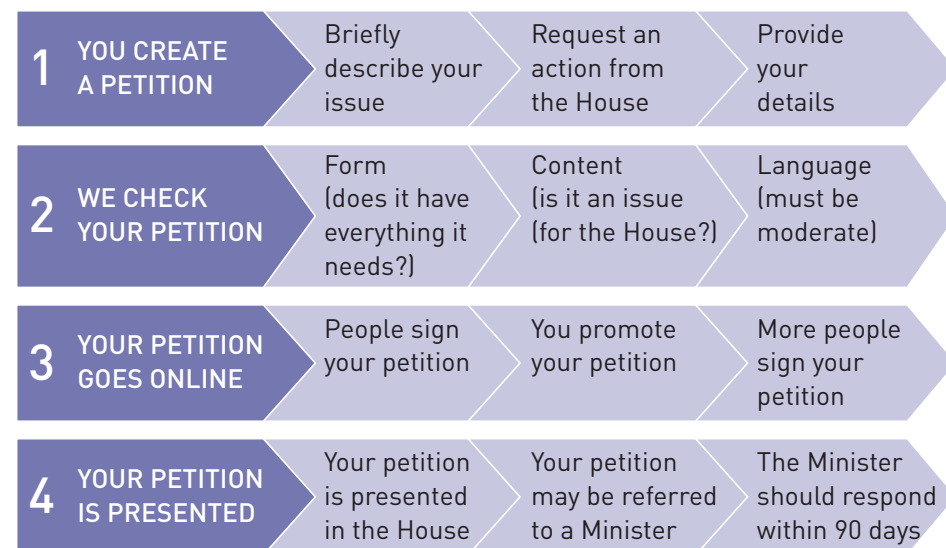 1
YOU CREATE
A PETITION
Briefly
describe your
issue
Request an
action from
the House
Provide
your
details
2
WE CHECK
YOUR PETITION
Form
(does it have
everything it
needs?)
Content
(is it an issue
(for the House?)
Language
(must be
moderate)
3
YOUR PETITION
GOES ONLINE
People sign
your petition
You promote
your petition
More people
sign your
petition
4
YOUR PETITION
IS PRESENTED
Your petition
is presented
in the House
Your petition
may be referred
to a Minister
The Minister
should respond
within 90 days